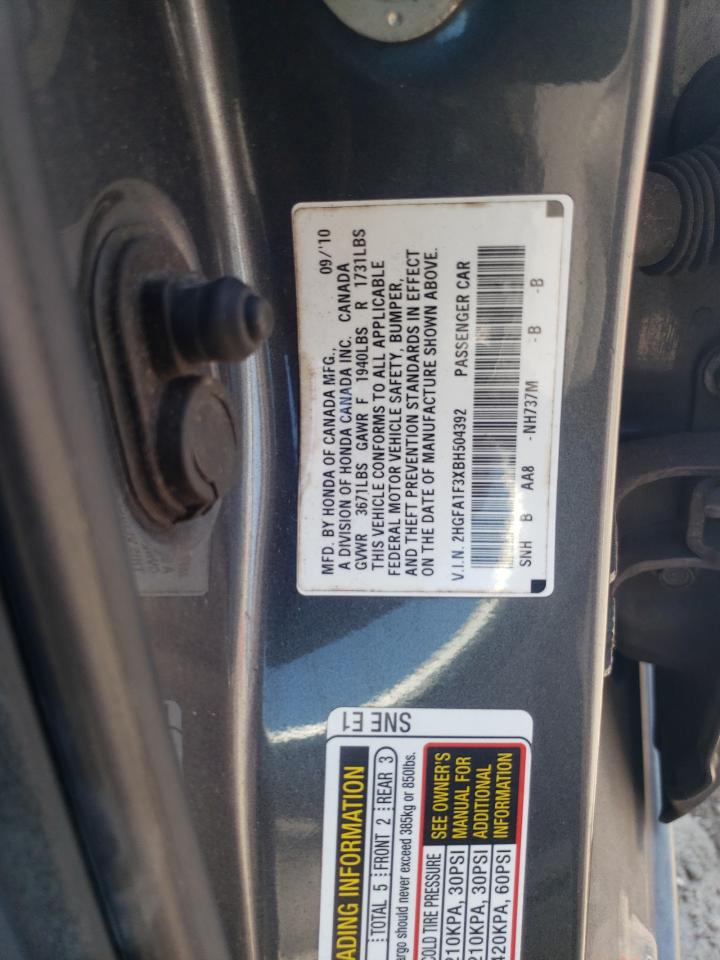 MFD. BY HONDA OF CANADA MFG., 09/'10
A DIVISION OF HONDA CANADA INC. CANADA
GVWR 3671LBS GAWR F 1940LBS R 1731LBS
THIS VEHICLE CONFORMS TO ALL APPLICABLE
FEDERAL MOTOR VEHICLE SAFETY, BUMPER,
AND THEFT PREVENTION STANDARDS IN EFFECT
ON THE DATE OF MANUFACTURE SHOWN ABOVE.
V.I.N. 2HGFA1F3XBH504392 PASSENGER CAR
SNH B AA8 -NH737M -B -B
SNE E1
ADING INFORMATION
TOTAL 5 FRONT 2 REAR 3
argo should never exceed 385kg or 850lbs.
COLD TIRE PRESSURE
210KPA, 30PSI
210KPA, 30PSI
420KPA, 60PSI
SEE OWNER'S
MANUAL FOR
ADDITIONAL
INFORMATION